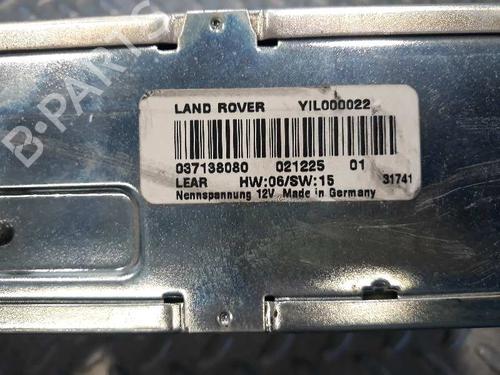 B-PARTS
LAND ROVER YIL000022
037138080 021225 01
LEAR HW:06/SW:15 31741
Nennspannung 12V Made in Germany